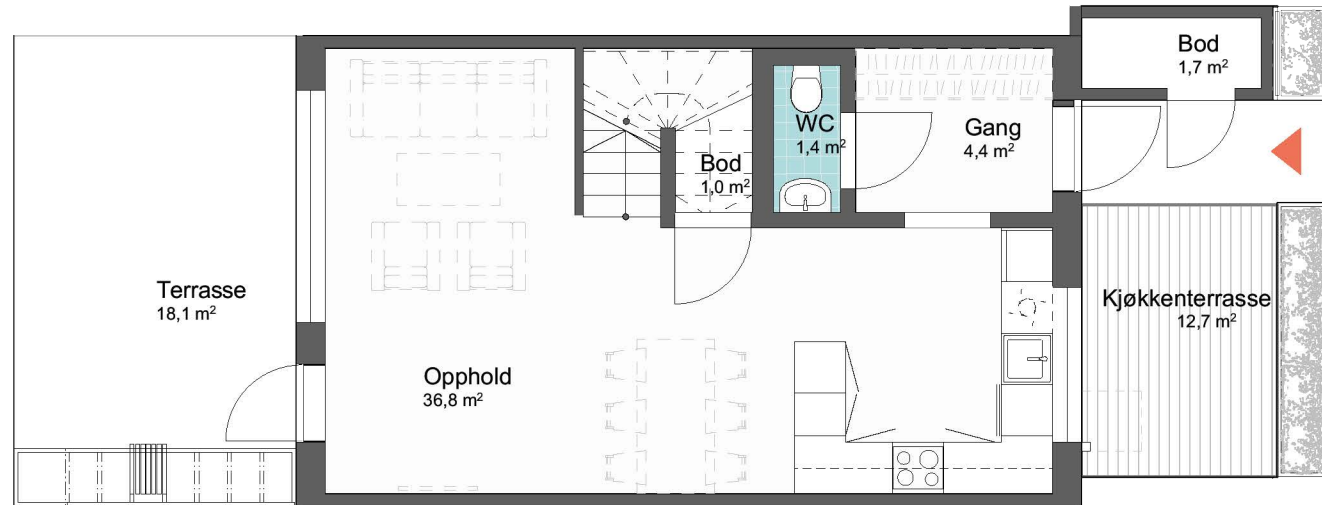 Bod
1,7 m²
WC
1,4 m²
Gang
4,4 m²
Bod
1,0 m²
Terrasse
18,1 m²
Kjøkkenterrasse
12,7 m²
Opphold
36,8 m²